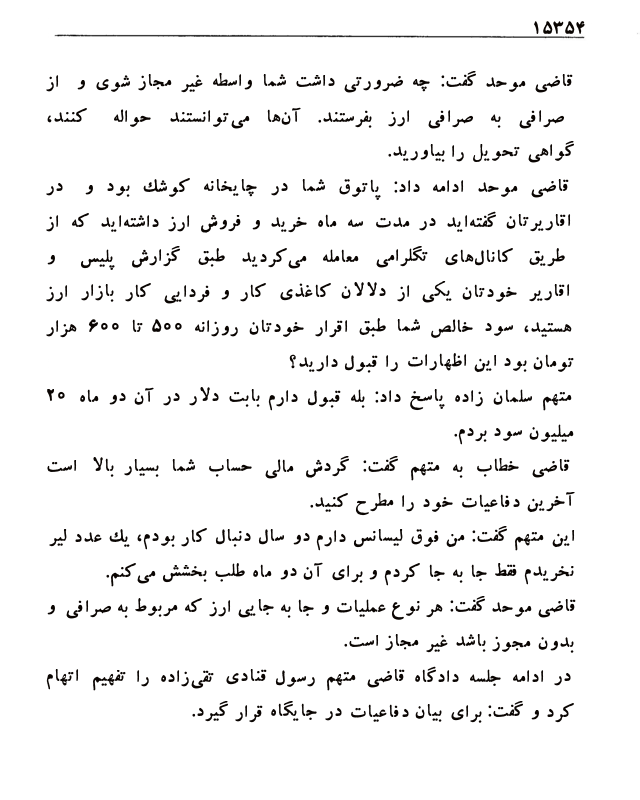 ۱۵۳۵۴
قاضی موحد گفت: چه ضرورتی داشت شما واسطه غیر مجاز شوی و از
صرافی به صرافی ارز بفرستند. آن‌ها می‌توانستند حواله کنند،
گواهی تحویل را بیاورید.
قاضی موحد ادامه داد: پاتوق شما در چایخانه کوشك بود و در
اقاریرتان گفته‌اید در مدت سه ماه خرید و فروش ارز داشته‌اید که از
طریق کانال‌های تگلرامی معامله می‌کردید طبق گزارش پلیس و
اقاریر خودتان یکی از دلالان کاغذی کار و فردایی کار بازار ارز
هستید، سود خالص شما طبق اقرار خودتان روزانه ۵۰۰ تا ۶۰۰ هزار
تومان بود این اظهارات را قبول دارید؟
متهم سلمان زاده پاسخ داد: بله قبول دارم بابت دلار در آن دو ماه ۲۰
میلیون سود بردم.
قاضی خطاب به متهم گفت: گردش مالی حساب شما بسیار بالا است
آخرین دفاعیات خود را مطرح کنید.
این متهم گفت: من فوق لیسانس دارم دو سال دنبال کار بودم، یك عدد لیر
نخریدم فقط جا به جا کردم و برای آن دو ماه طلب بخشش می‌کنم.
قاضی موحد گفت: هر نوع عملیات و جا به جایی ارز که مربوط به صرافی و
بدون مجوز باشد غیر مجاز است.
در ادامه جلسه دادگاه قاضی متهم رسول قنادی تقی‌زاده را تفهیم اتهام
کرد و گفت: برای بیان دفاعیات در جایگاه قرار گیرد.